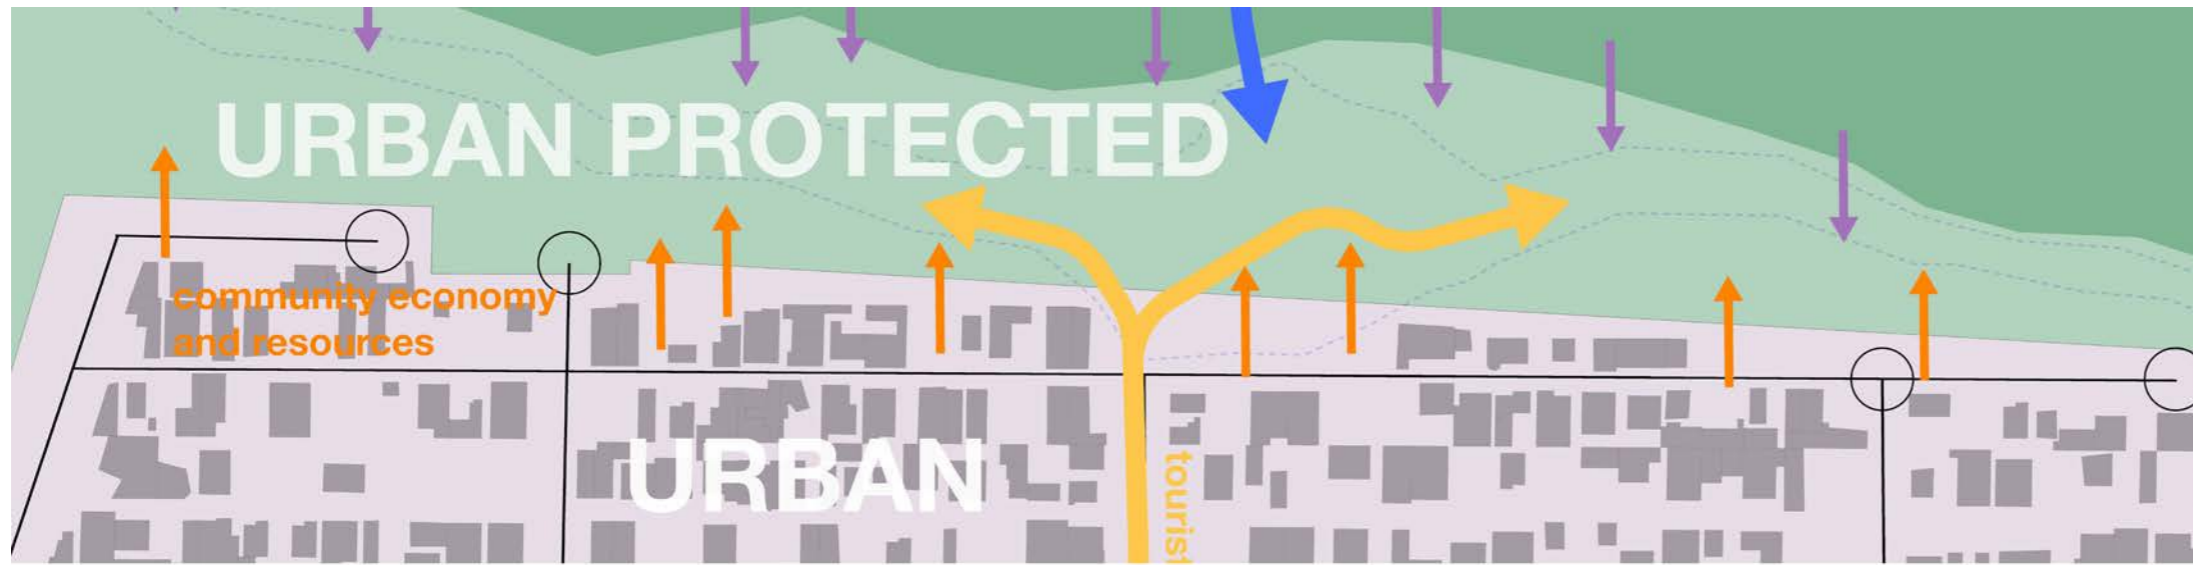 URBAN PROTECTED
community economy
and resources
URBAN
tourist